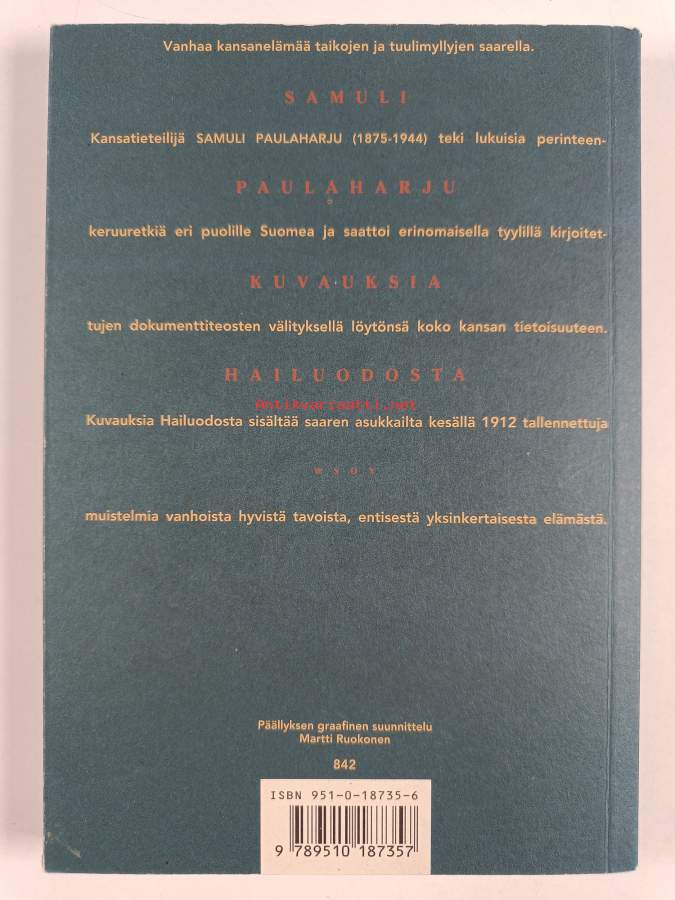 Vanhaa kansanelämää taikojen ja tuulimyllyjen saarella.
SAMULI
Kansatieteilijä SAMULI PAULAHARJU (1875-1944) teki lukuisia perinteen-
PAULAHARJU
keruuretkiä eri puolille Suomea ja saattoi erinomaisella tyylillä kirjoitet-
KUVAUKSIA
tujen dokumenttiteosten välityksellä löytönsä koko kansan tietoisuuteen.
HAILUODOSTA
Antikvariaatti.net
Kuvauksia Hailuodosta sisältää saaren asukkailta kesällä 1912 tallennettuja
WSOY
muistelmia vanhoista hyvistä tavoista, entisestä yksinkertaisesta elämästä.
Päällyksen graafinen suunnittelu
Martti Ruokonen
842
ISBN 951-0-18735-6
9 789510 187357